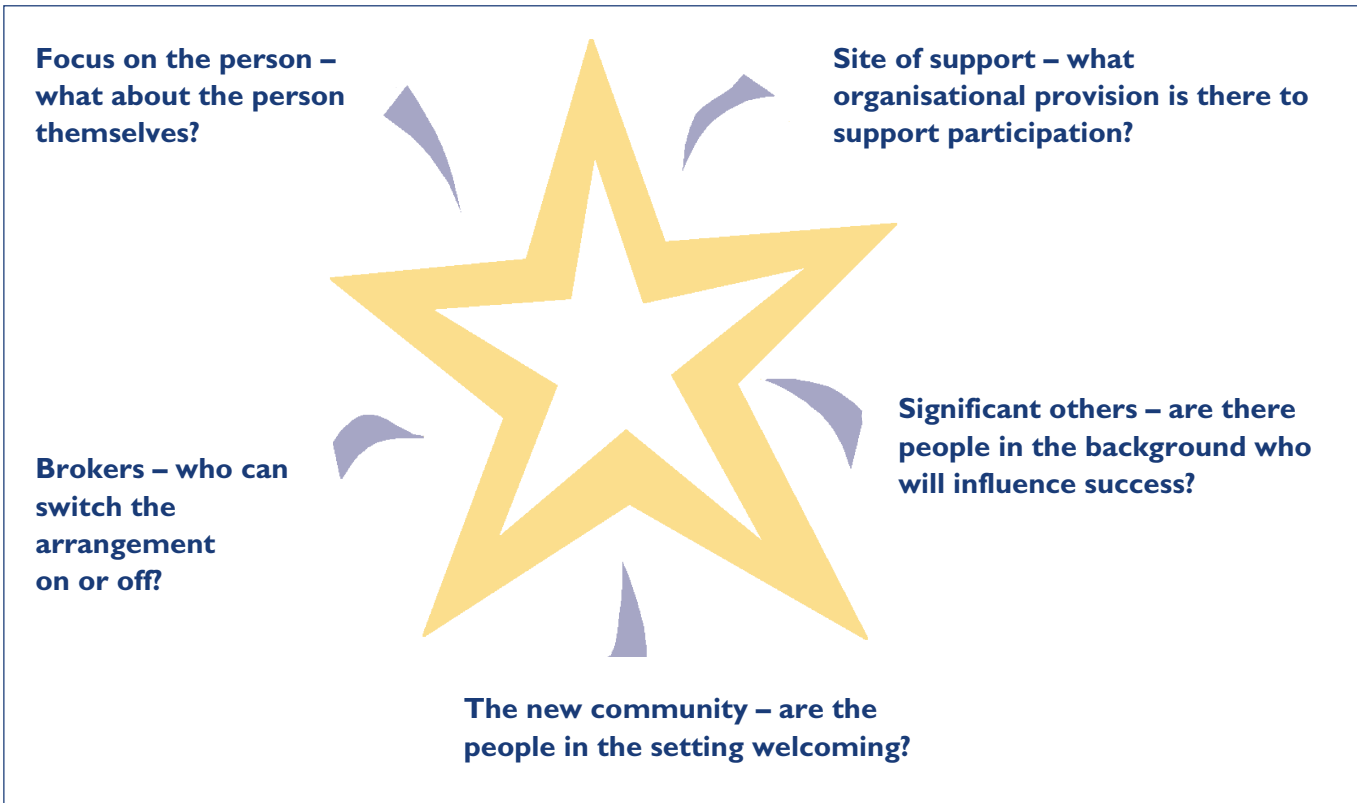 Focus on the person –
what about the person
themselves?
Site of support – what
organisational provision is there to
support participation?
Significant others – are there
people in the background who
will influence success?
Brokers – who can
switch the
arrangement
on or off?
The new community – are the
people in the setting welcoming?